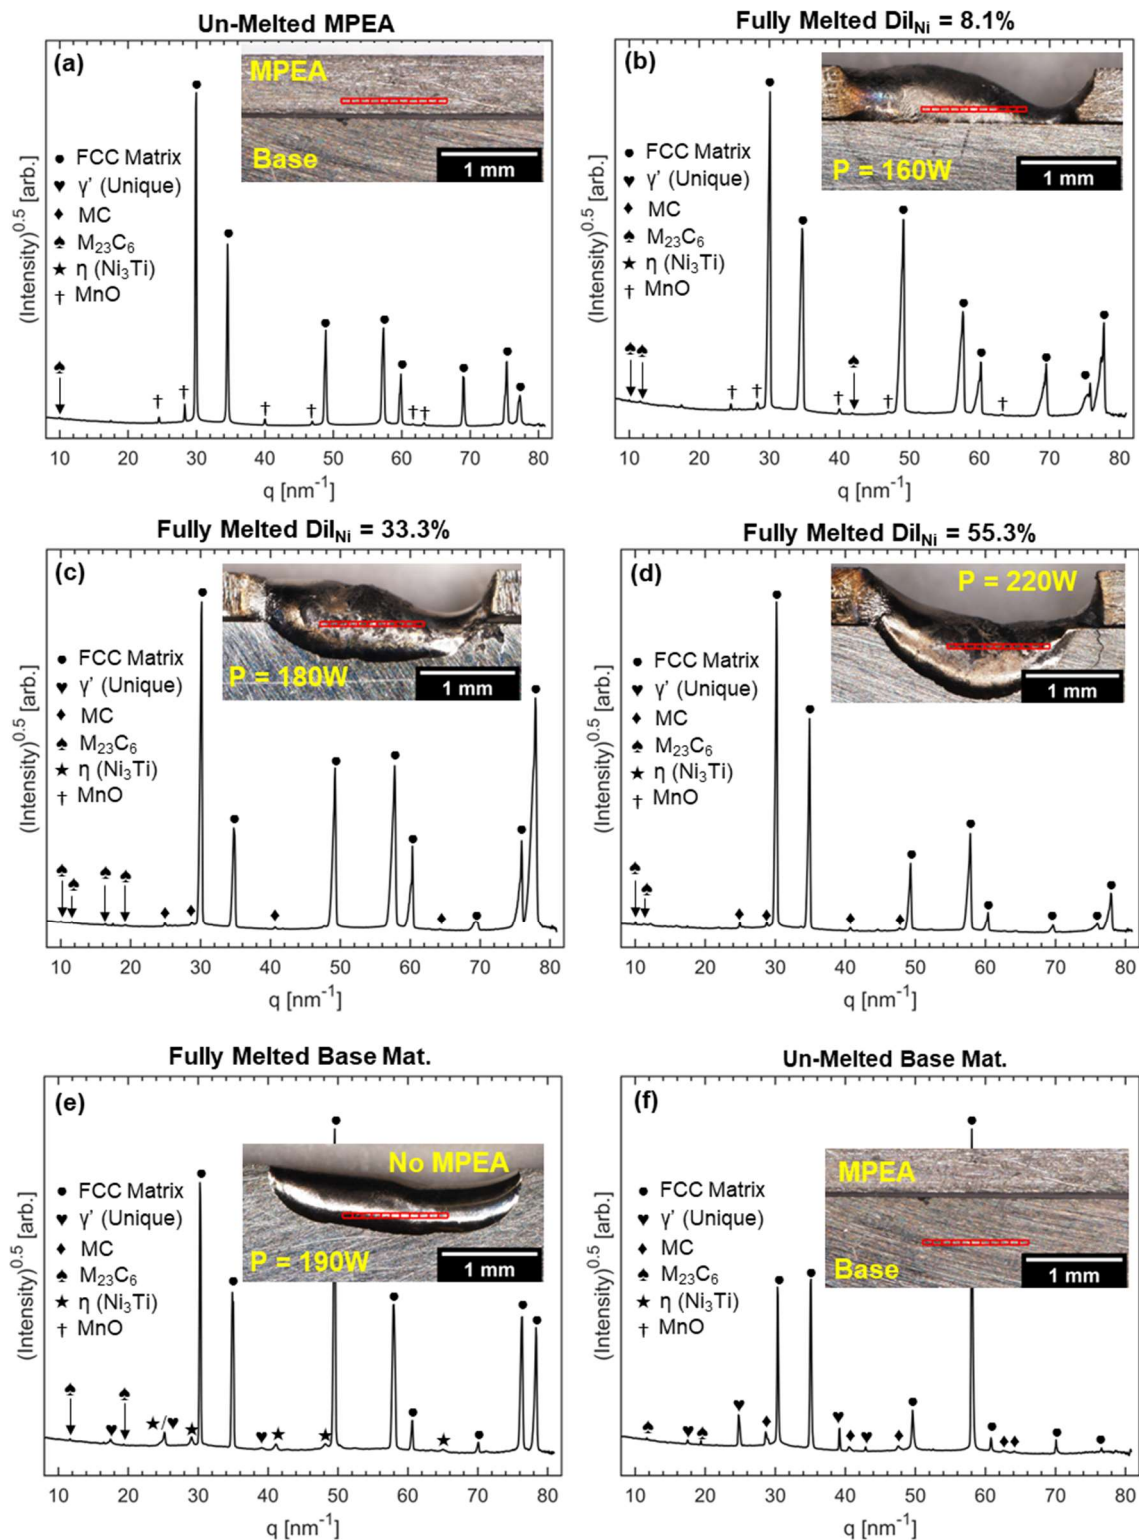 Un-Melted MPEA
(a)
MPEA
Base
1 mm
● FCC Matrix
♥ γ' (Unique)
♦ MC
♠ M₂₃C₆
★ η (Ni₃Ti)
† MnO
(Intensity)^0.5 [arb.]
10 20 30 40 50 60 70 80
q [nm⁻¹]
Fully Melted Dil_Ni = 8.1%
(b)
P = 160W
1 mm
● FCC Matrix
♥ γ' (Unique)
♦ MC
♠ M₂₃C₆
★ η (Ni₃Ti)
† MnO
(Intensity)^0.5 [arb.]
10 20 30 40 50 60 70 80
q [nm⁻¹]
Fully Melted Dil_Ni = 33.3%
(c)
P = 180W
1 mm
● FCC Matrix
♥ γ' (Unique)
♦ MC
♠ M₂₃C₆
★ η (Ni₃Ti)
† MnO
(Intensity)^0.5 [arb.]
10 20 30 40 50 60 70 80
q [nm⁻¹]
Fully Melted Dil_Ni = 55.3%
(d)
P = 220W
1 mm
● FCC Matrix
♥ γ' (Unique)
♦ MC
♠ M₂₃C₆
★ η (Ni₃Ti)
† MnO
(Intensity)^0.5 [arb.]
10 20 30 40 50 60 70 80
q [nm⁻¹]
Fully Melted Base Mat.
(e)
No MPEA
P = 190W
1 mm
● FCC Matrix
♥ γ' (Unique)
♦ MC
♠ M₂₃C₆
★ η (Ni₃Ti)
† MnO
★/♥
(Intensity)^0.5 [arb.]
10 20 30 40 50 60 70 80
q [nm⁻¹]
Un-Melted Base Mat.
(f)
MPEA
Base
1 mm
● FCC Matrix
♥ γ' (Unique)
♦ MC
♠ M₂₃C₆
★ η (Ni₃Ti)
† MnO
(Intensity)^0.5 [arb.]
10 20 30 40 50 60 70 80
q [nm⁻¹]